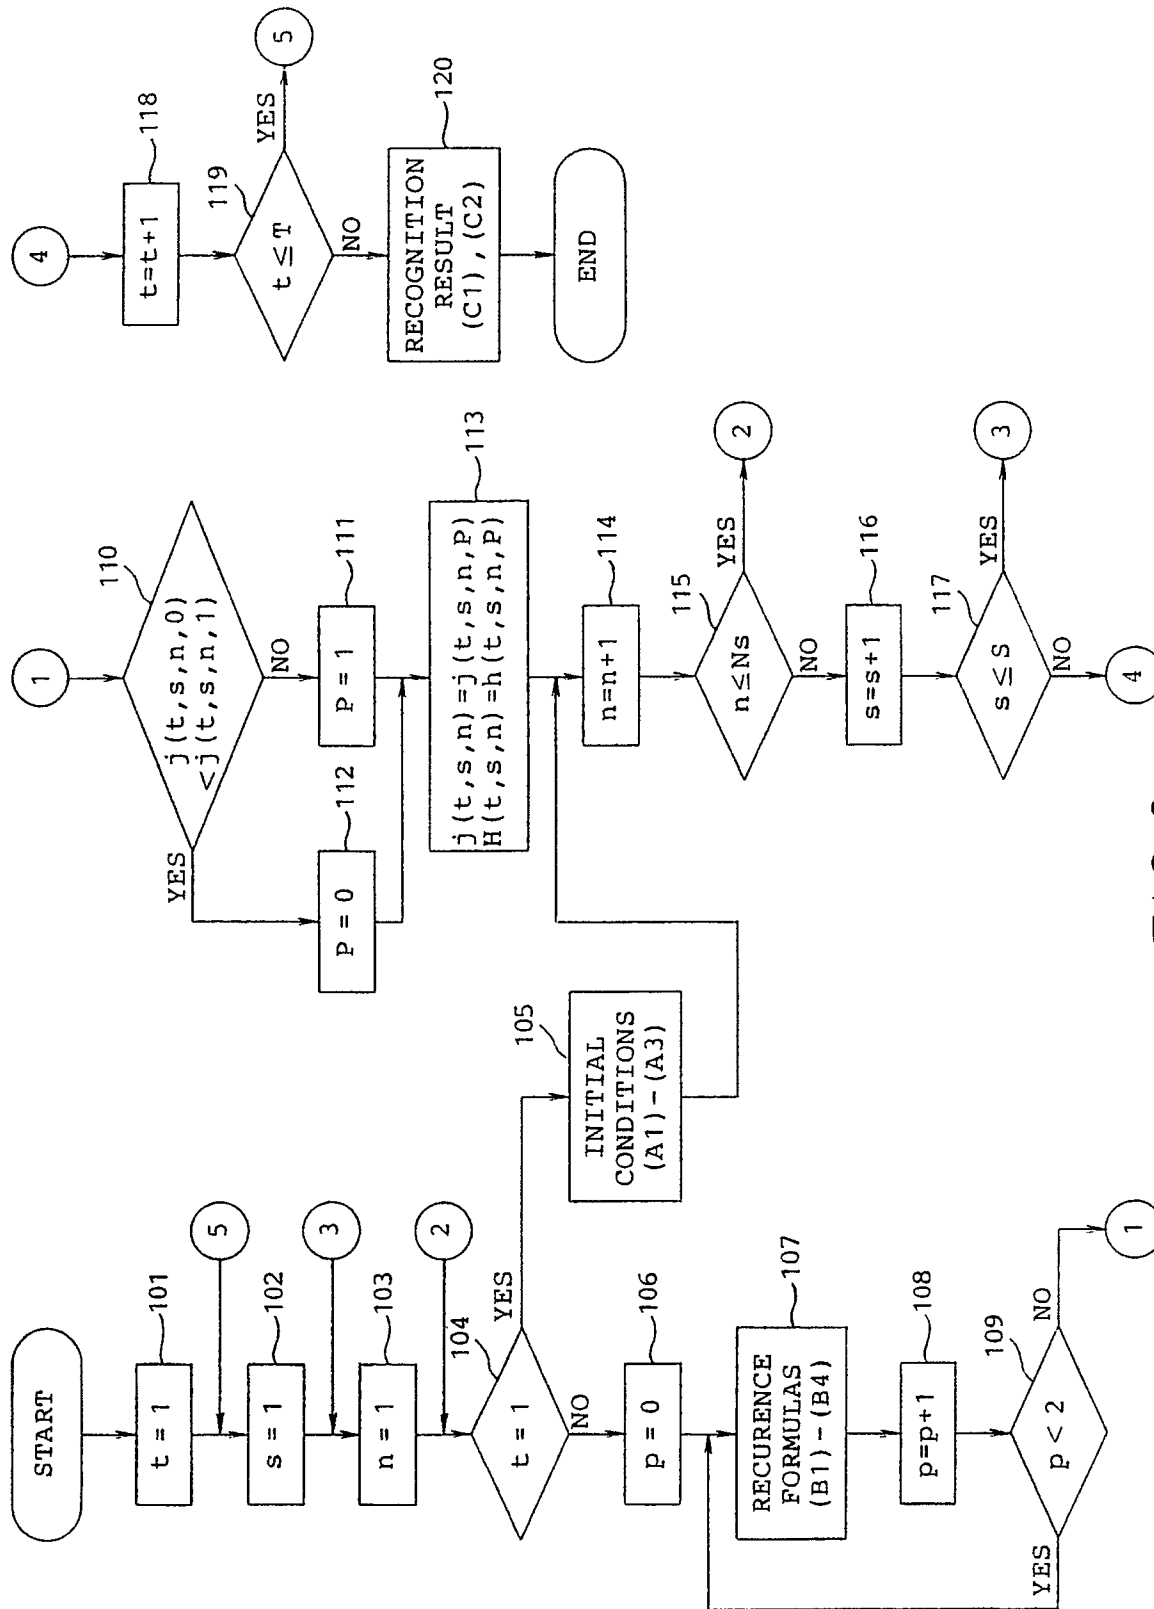 START
t = 1
101
5
s = 1
102
3
n = 1
103
2
t = 1
104
YES
NO
INITIAL
CONDITIONS
(A1)-(A3)
105
p = 0
106
RECURENCE
FORMULAS
(B1)-(B4)
107
p=p+1
108
p < 2
109
YES
NO
1
1
j(t,s,n,0)
<j(t,s,n,1)
110
YES
NO
P = 1
111
P = 0
112
j(t,s,n)=j(t,s,n,P)
H(t,s,n)=h(t,s,n,P)
113
n=n+1
114
n≤Ns
115
YES
2
NO
s=s+1
116
s≤S
117
YES
3
NO
4
4
t=t+1
118
t≤T
119
YES
5
NO
RECOGNITION
RESULT
(C1),(C2)
120
END